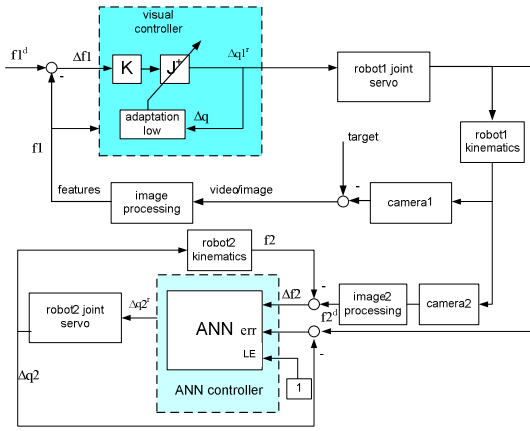 visual
controller
f1ᵈ
Δf1
-
K
J⁺
Δq1ʳ
robot1 joint
servo
adaptation
low
Δq
f1
target
robot1
kinematics
features
image
processing
video/image
-
camera1
robot2
kinematics
f2
-
Δf2
image2
processing
camera2
f2ᵈ
robot2 joint
servo
Δq2ʳ
ANN
err
LE
-
Δq2
ANN controller
1